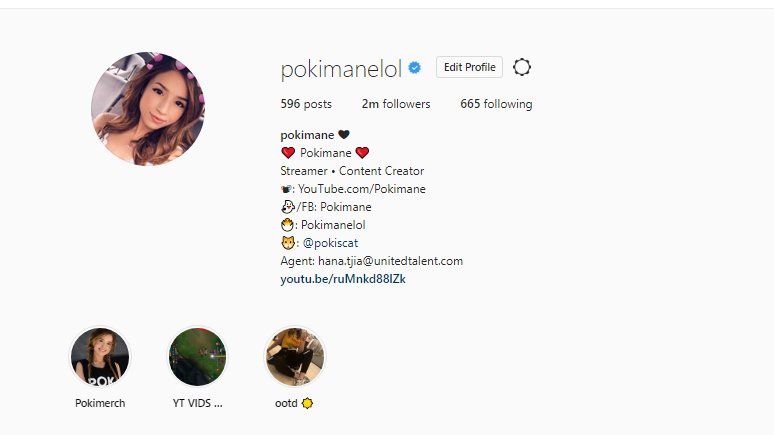 pokimanelol Edit Profile
596 posts 2m followers 665 following
pokimane 🖤
❤️ Pokimane ❤️
Streamer • Content Creator
: YouTube.com/Pokimane
/FB: Pokimane
: Pokimanelol
🐱: @pokiscat
Agent: hana.tjia@unitedtalent.com
youtu.be/ruMnkd88lZk
POK
Pokimerch YT VIDS ... ootd